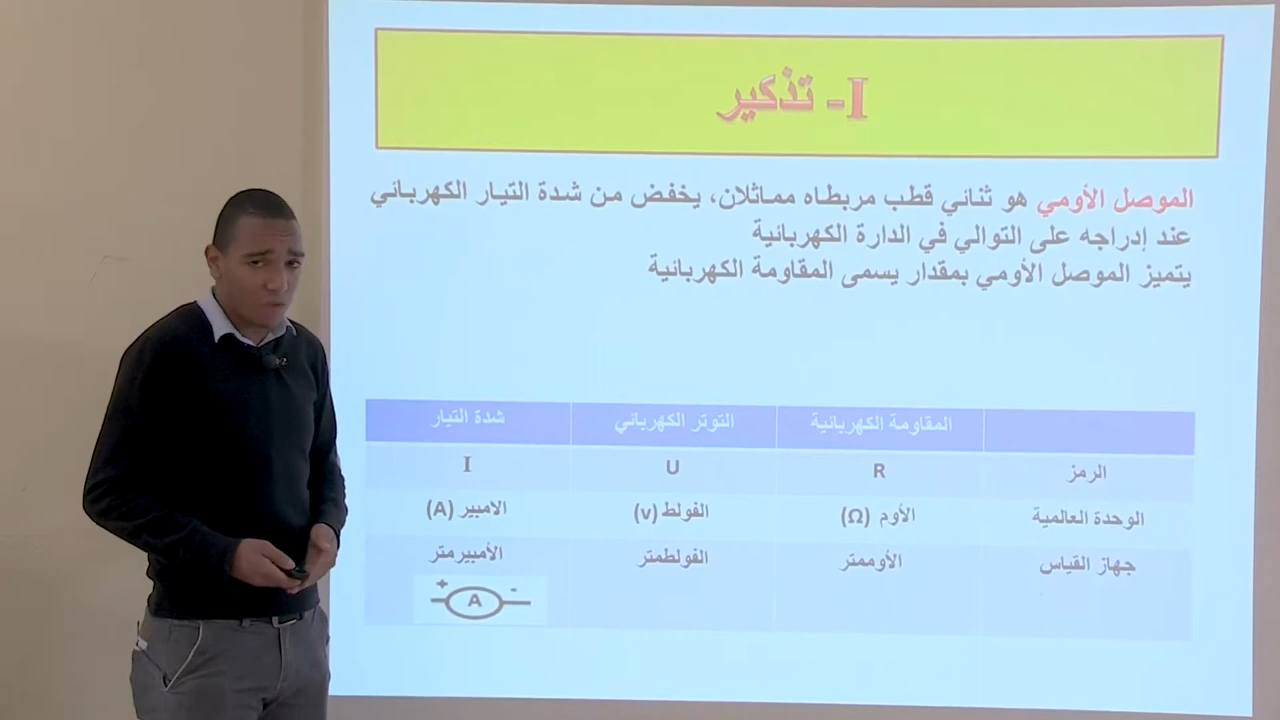 I- تذكير
الموصل الأومي هو ثنائي قطب مربطاه مماثلان، يخفض من شدة التيار الكهربائي
عند إدراجه على التوالي في الدارة الكهربائية
يتميز الموصل الأومي بمقدار يسمى المقاومة الكهربائية
المقاومة الكهربائية التوتر الكهربائي شدة التيار
الرمز R U I
الوحدة العالمية الأوم (Ω) الفولط (v) الامبير (A)
جهاز القياس الأوممتر الفولطمتر الأمبيرمتر
+ A -